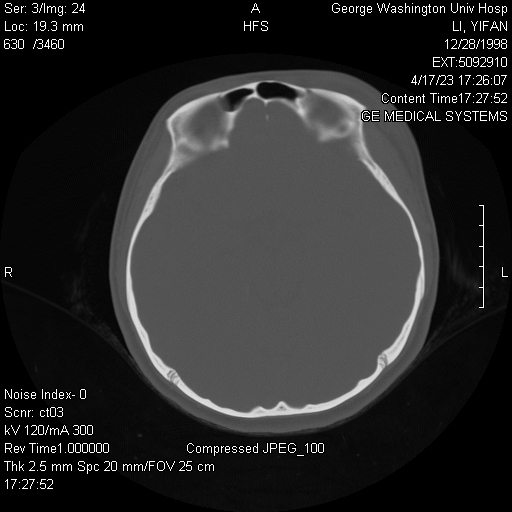 Ser: 3/Img: 24
Loc: 19.3 mm
630 /3460
A
HFS
George Washington Univ Hosp
LI, YIFAN
12/28/1998
EXT:5092910
4/17/23 17:26:07
Content Time17:27:52
GE MEDICAL SYSTEMS
R
L
Noise Index- 0
Scnr: ct03
kV 120/mA 300
Rev Time1.000000
Compressed JPEG_100
Thk 2.5 mm Spc 20 mm/FOV 25 cm
17:27:52